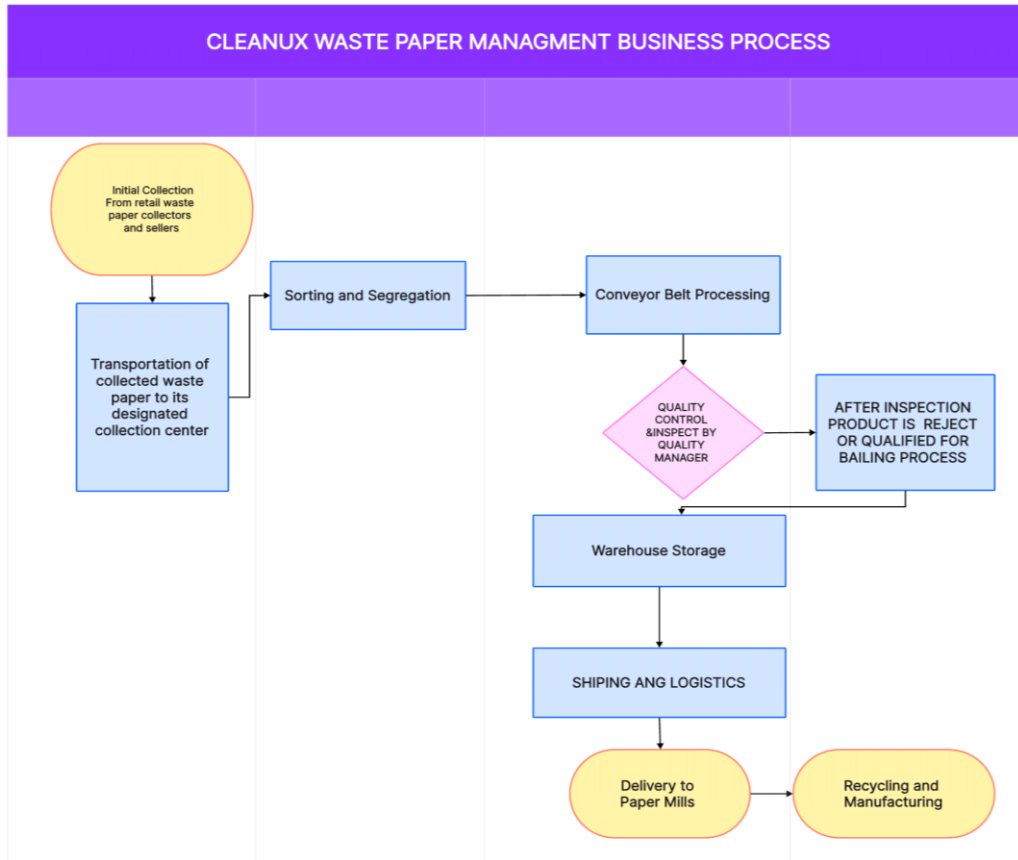 CLEANUX WASTE PAPER MANAGMENT BUSINESS PROCESS
Initial Collection
From retail waste
paper collectors
and sellers
Transportation of
collected waste
paper to its
designated
collection center
Sorting and Segregation
Conveyor Belt Processing
QUALITY
CONTROL
&INSPECT BY
QUALITY
MANAGER
AFTER INSPECTION
PRODUCT IS REJECT
OR QUALIFIED FOR
BAILING PROCESS
Warehouse Storage
SHIPING ANG LOGISTICS
Delivery to
Paper Mills
Recycling and
Manufacturing